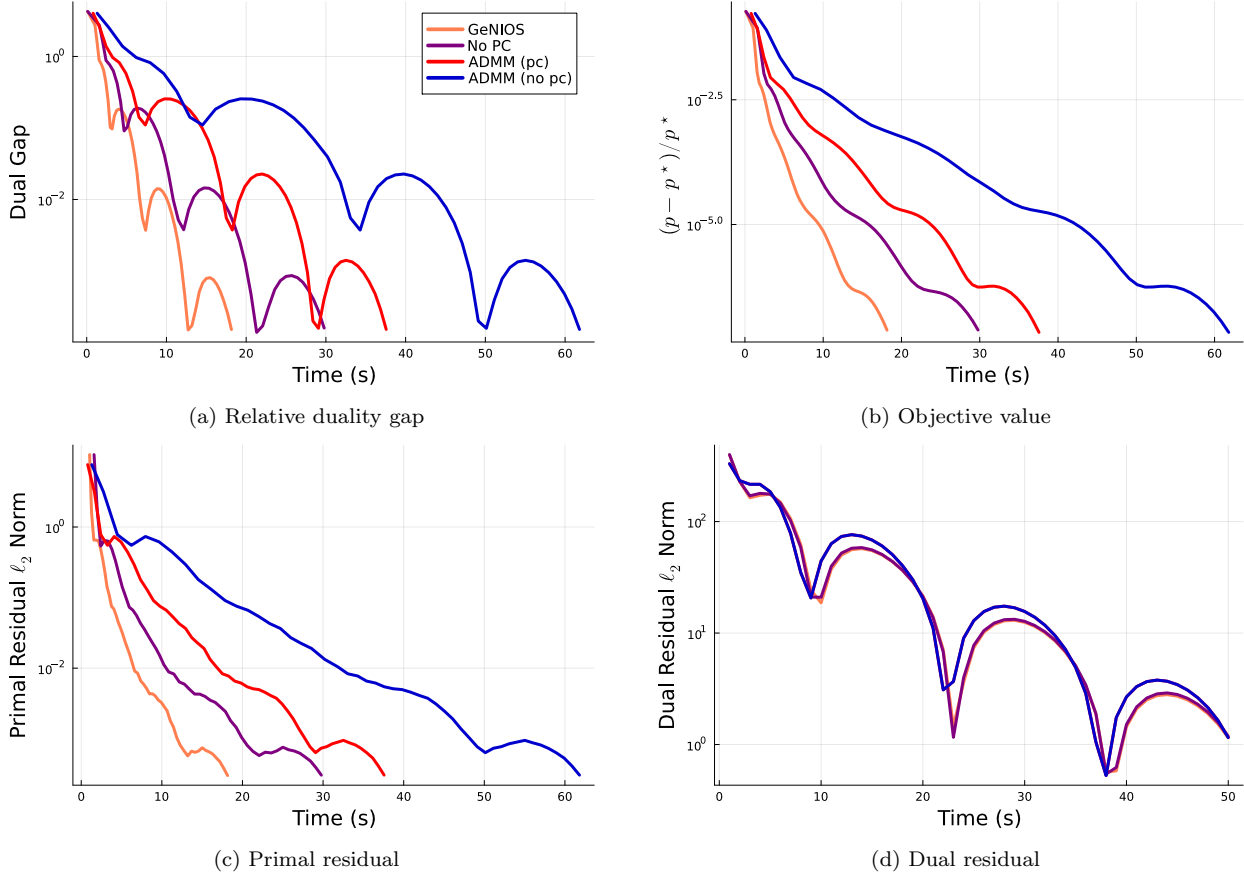 10^0
10^{-2}
Dual Gap
GeNIOS
No PC
ADMM (pc)
ADMM (no pc)
0 10 20 30 40 50 60
Time (s)
(a) Relative duality gap
10^{-2.5}
10^{-5.0}
(p − p^⋆)/p^⋆
0 10 20 30 40 50 60
Time (s)
(b) Objective value
10^0
10^{-2}
Primal Residual ℓ_2 Norm
0 10 20 30 40 50 60
Time (s)
(c) Primal residual
10^2
10^1
10^0
Dual Residual ℓ_2 Norm
0 10 20 30 40 50
Time (s)
(d) Dual residual